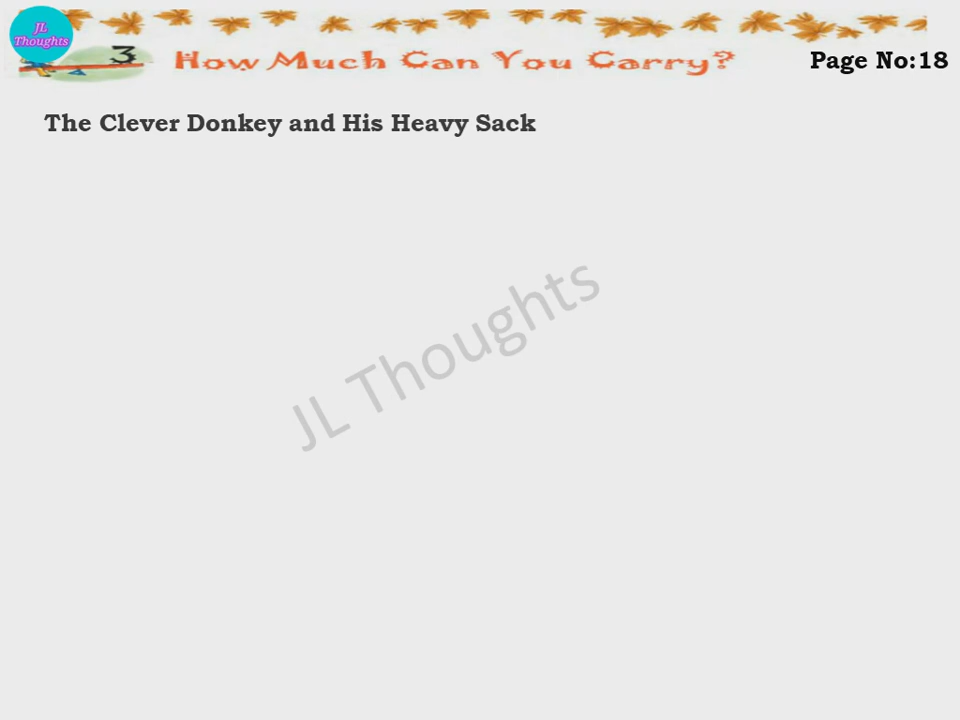 JL
Thoughts
3 How Much Can You Carry? Page No:18
The Clever Donkey and His Heavy Sack
JL Thoughts